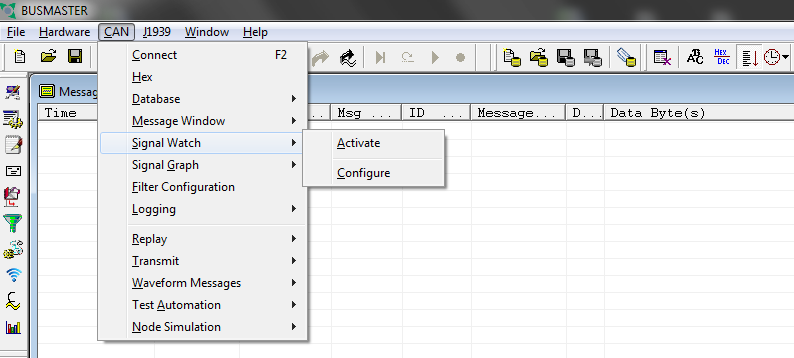 BUSMASTER
File Hardware CAN J1939 Window Help
Connect F2
Hex
Database
Message Window
Signal Watch
Signal Graph
Filter Configuration
Logging
Replay
Transmit
Waveform Messages
Test Automation
Node Simulation
Activate
Configure
ABC HEX DEC
Messag
Time Msg ... ID ... Message... D... Data Byte(s)